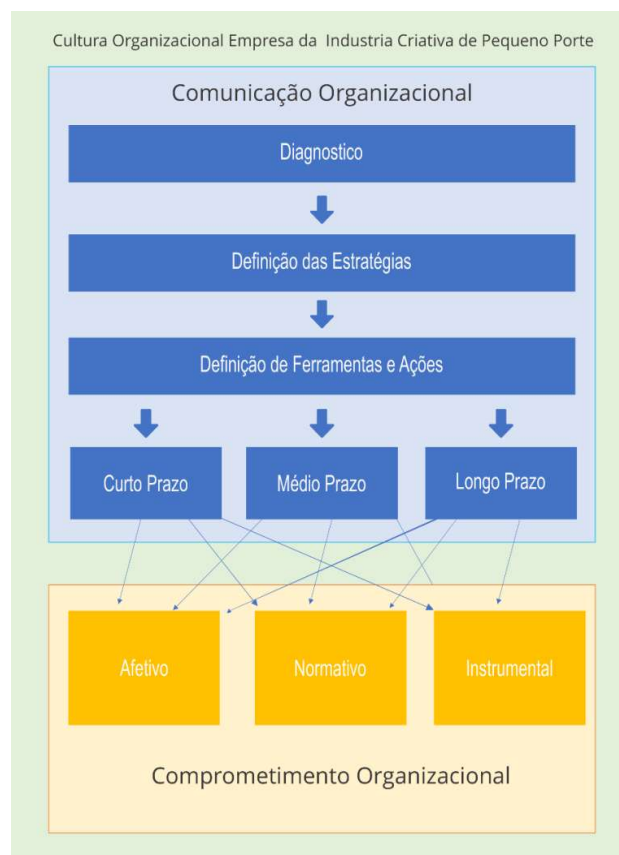 Cultura Organizacional Empresa da Industria Criativa de Pequeno Porte
Comunicação Organizacional
Diagnostico
Definição das Estratégias
Definição de Ferramentas e Ações
Curto Prazo
Médio Prazo
Longo Prazo
Afetivo
Normativo
Instrumental
Comprometimento Organizacional